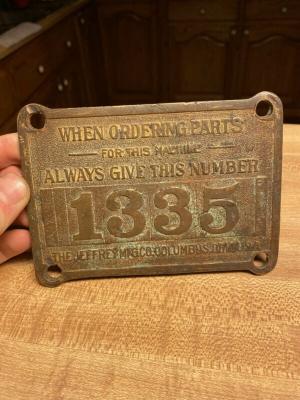 WHEN ORDERING PARTS
FOR THIS MACHINE
ALWAYS GIVE THIS NUMBER
1335
THE JEFFREY MFG.CO. COLUMBUS, OHIO, U.S.A.